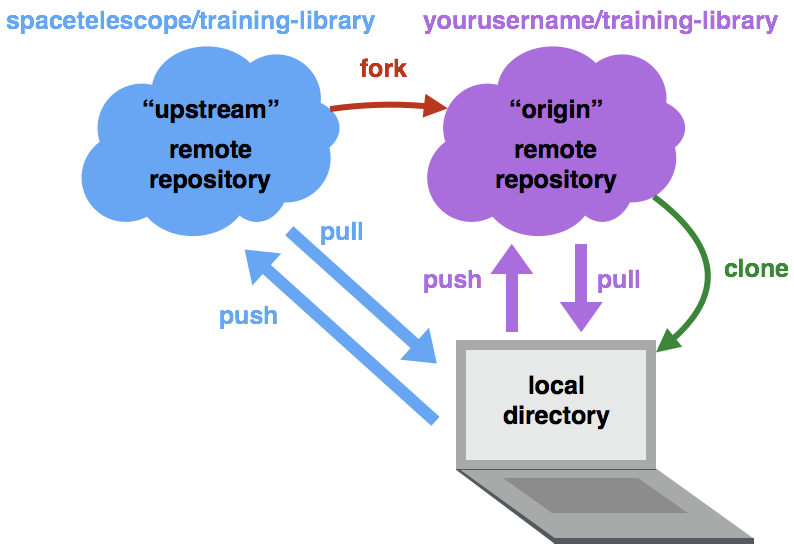 spacetelescope/training-library
yourusername/training-library
fork
“upstream”
remote
repository
“origin”
remote
repository
pull
push
push
pull
clone
local
directory